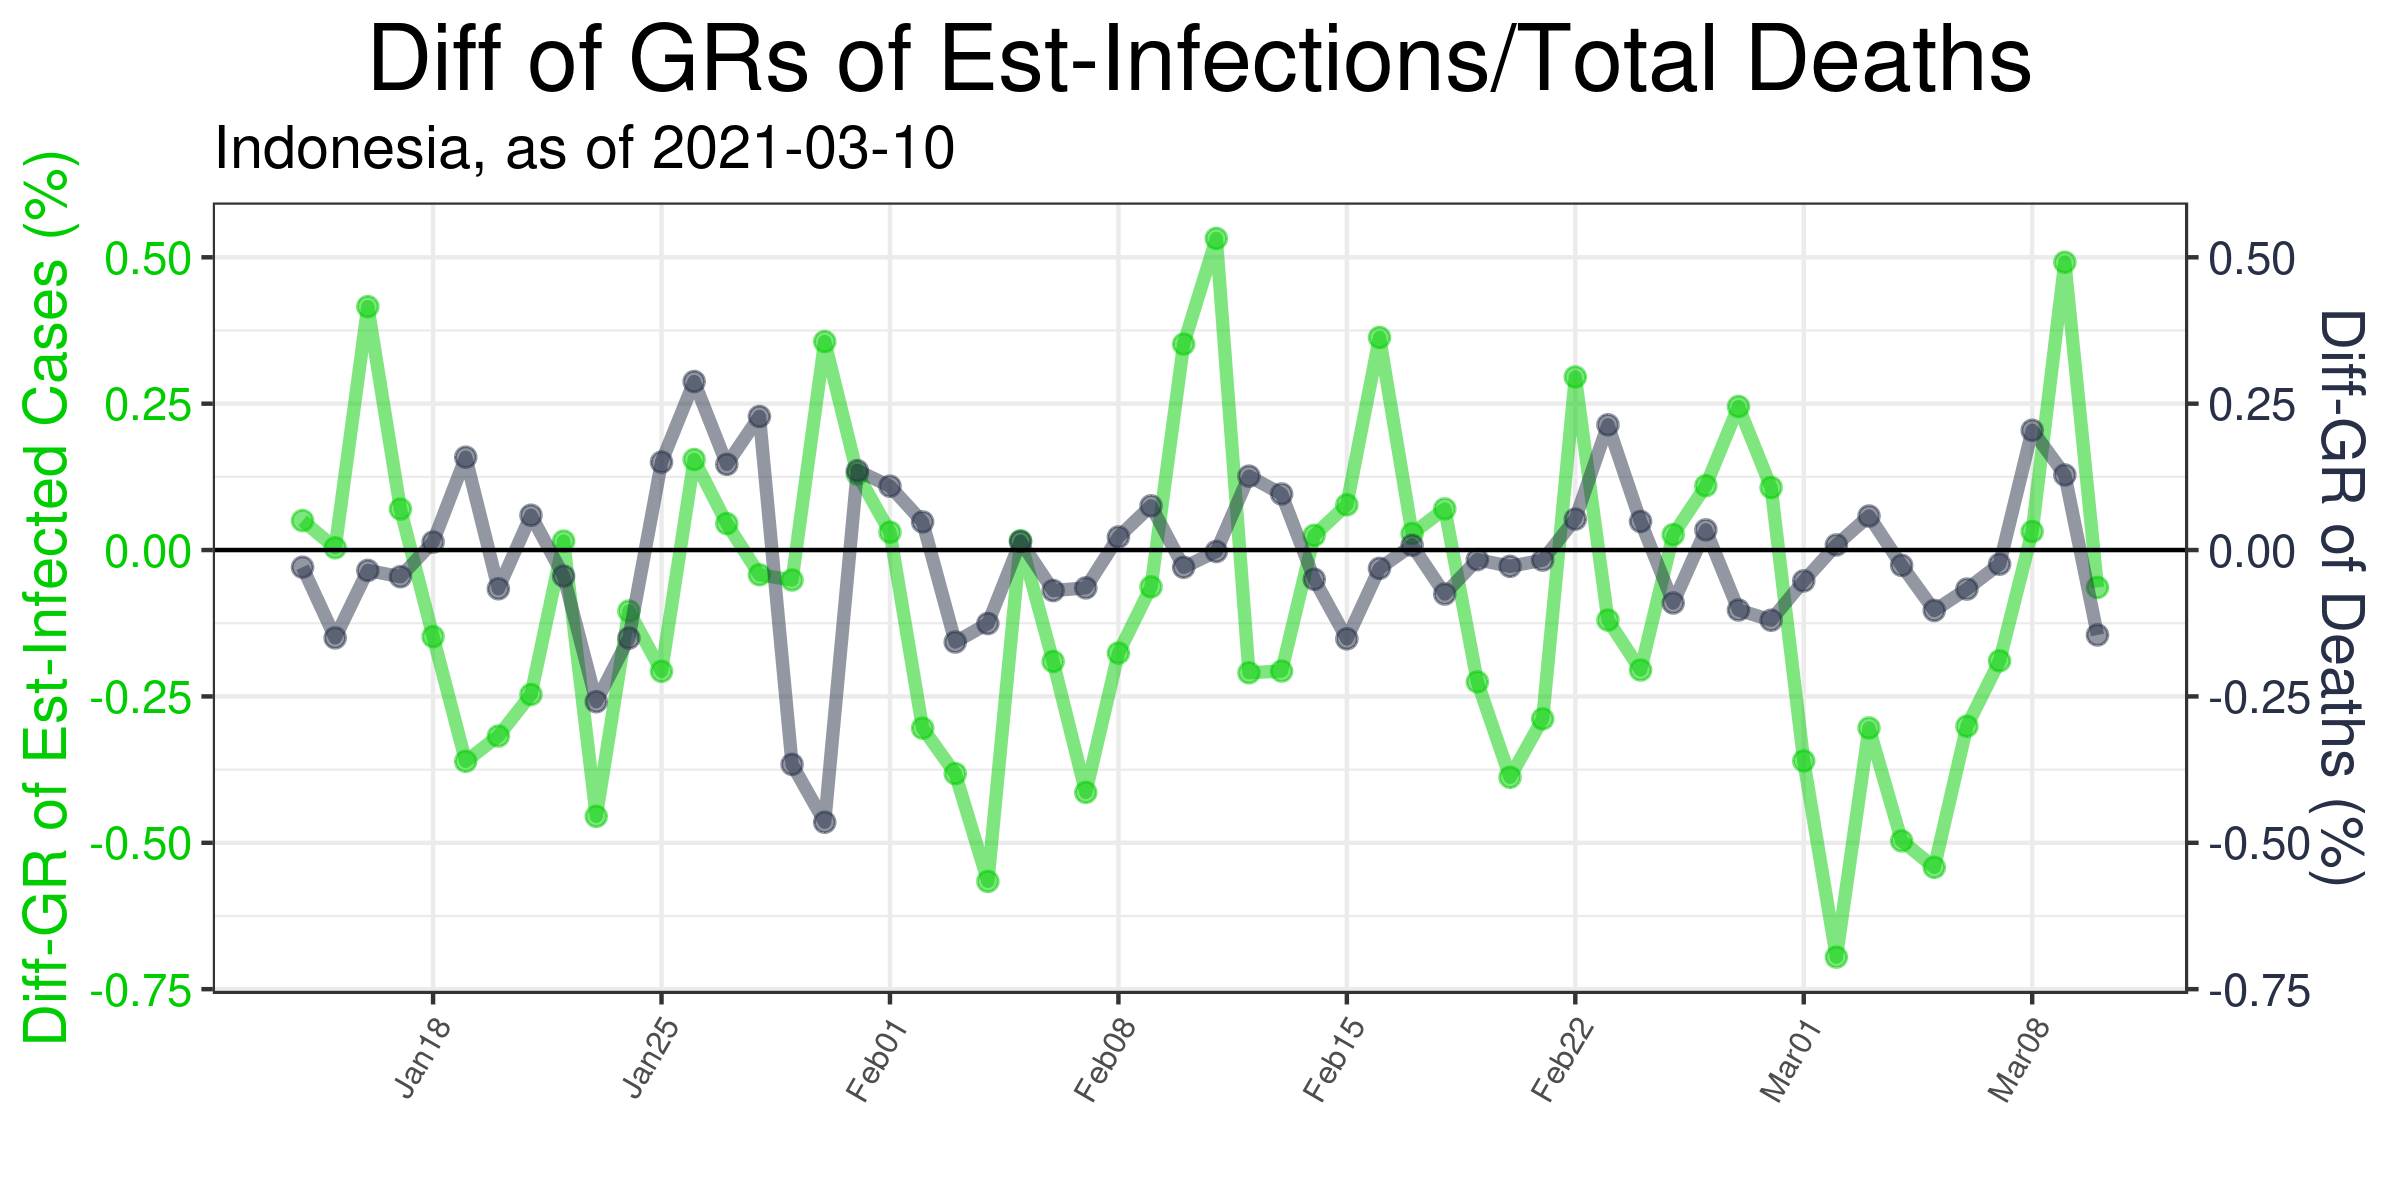 Diff of GRs of Est-Infections/Total Deaths
Indonesia, as of 2021-03-10
Diff-GR of Est-Infected Cases (%)
0.50
0.25
0.00
-0.25
-0.50
-0.75
0.50
0.25
0.00
-0.25
-0.50
-0.75
Diff-GR of Deaths (%)
Jan18
Jan25
Feb01
Feb08
Feb15
Feb22
Mar01
Mar08